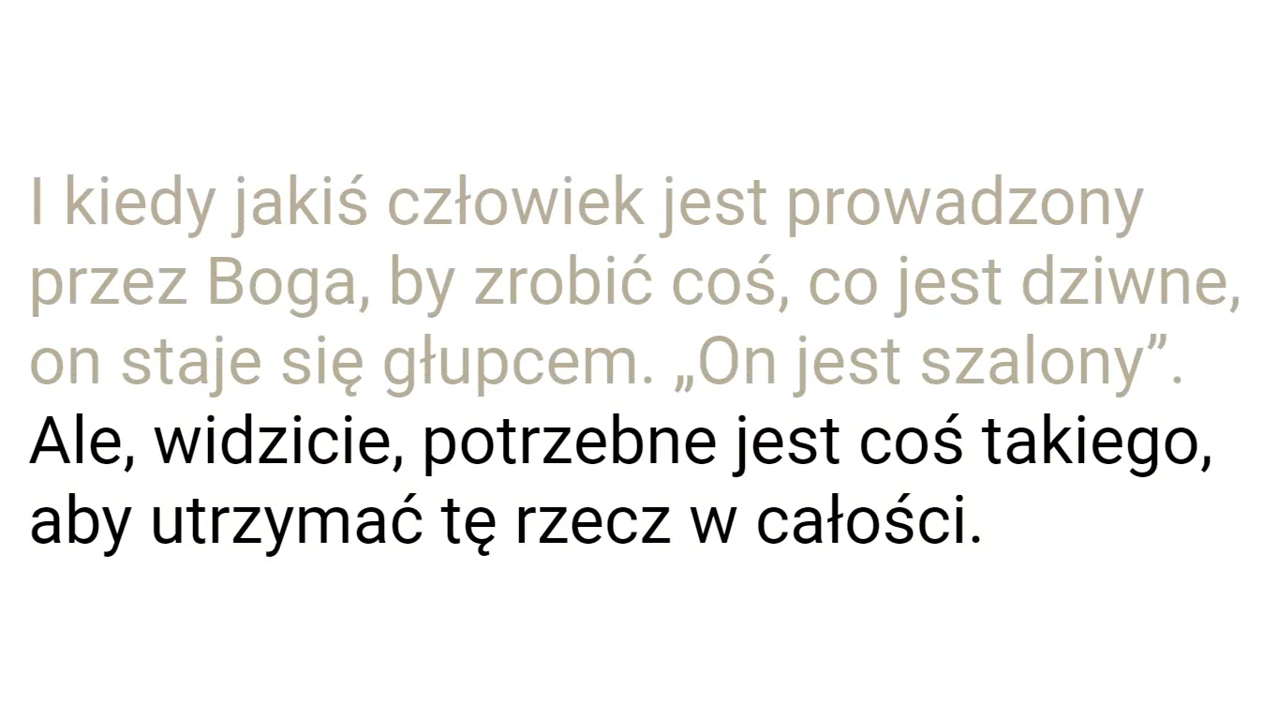 I kiedy jakiś człowiek jest prowadzony
przez Boga, by zrobić coś, co jest dziwne,
on staje się głupcem. „On jest szalony”.
Ale, widzicie, potrzebne jest coś takiego,
aby utrzymać tę rzecz w całości.